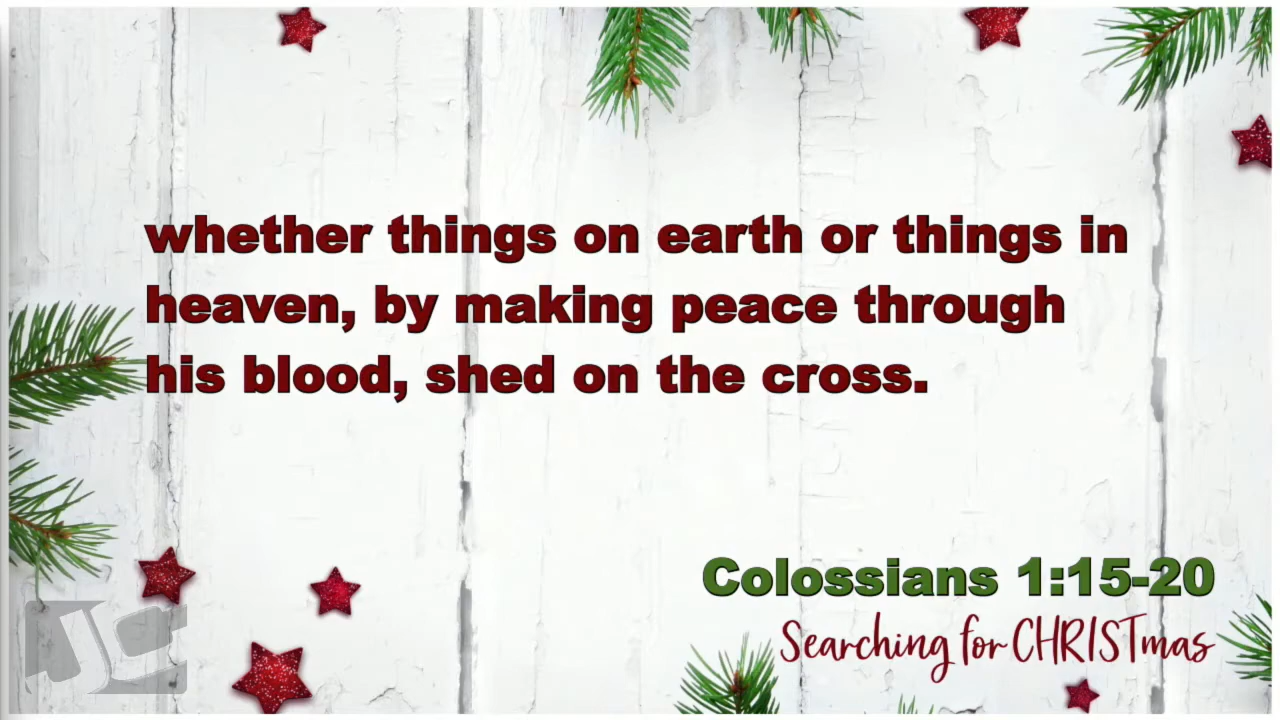 whether things on earth or things in
heaven, by making peace through
his blood, shed on the cross.
Colossians 1:15-20
Searching for CHRISTmas
JC